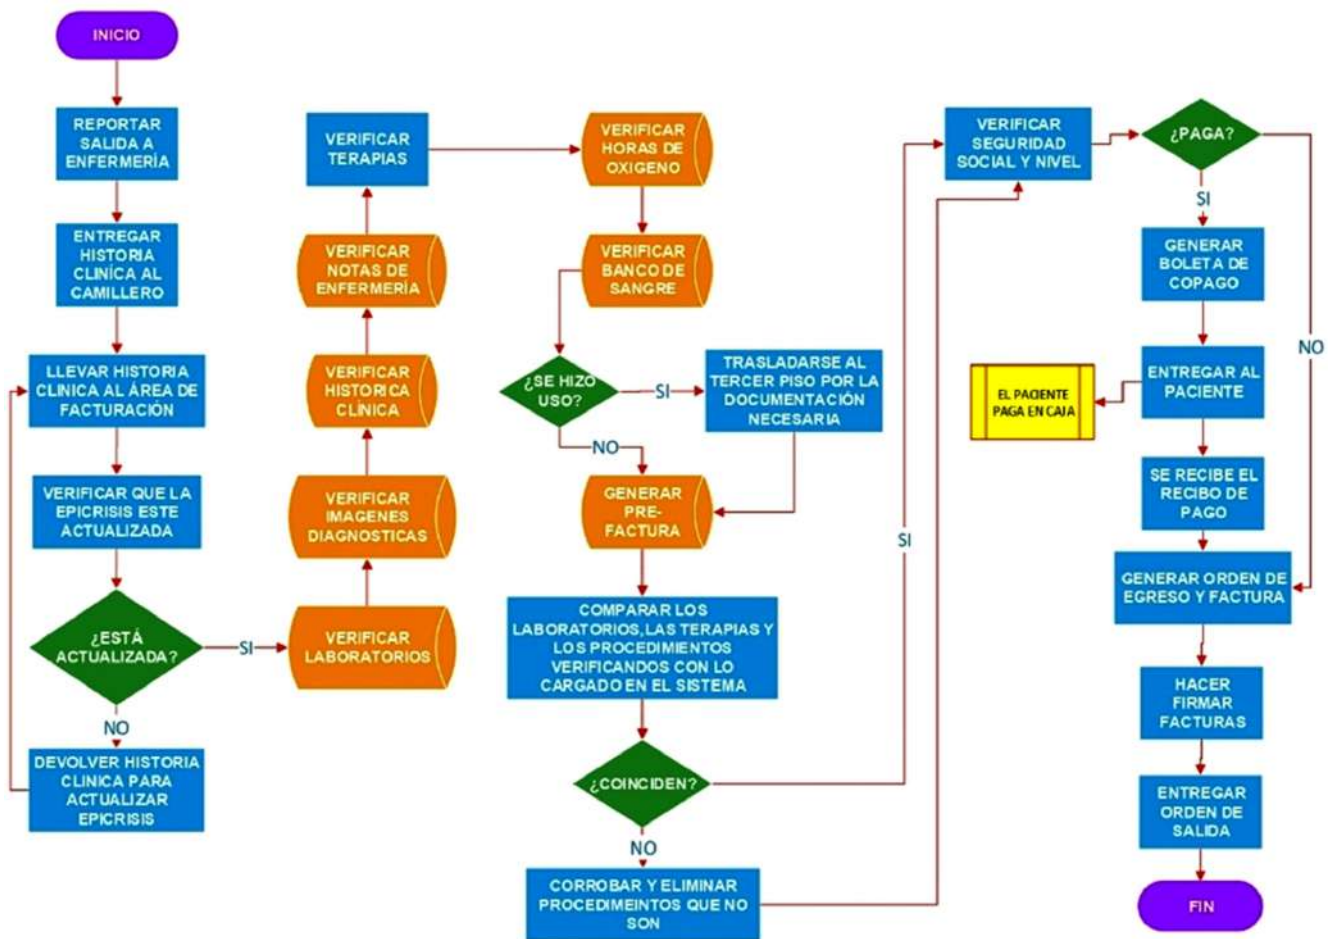 INICIO
REPORTAR
SALIDA A
ENFERMERÍA
ENTREGAR
HISTORIA
CLINÍCA AL
CAMILLERO
LLEVAR HISTORIA
CLINICA AL ÁREA DE
FACTURACIÓN
VERIFICAR QUE LA
EPICRISIS ESTE
ACTUALIZADA
¿ESTÁ
ACTUALIZADA?
SI
NO
DEVOLVER HISTORIA
CLINICA PARA
ACTUALIZAR
EPICRISIS
VERIFICAR
LABORATORIOS
VERIFICAR
IMAGENES
DIAGNOSTICAS
VERIFICAR
HISTORICA
CLÍNICA
VERIFICAR
NOTAS DE
ENFERMERÍA
VERIFICAR
TERAPIAS
VERIFICAR
HORAS DE
OXIGENO
VERIFICAR
BANCO DE
SANGRE
¿SE HIZO
USO?
SI
NO
TRASLADARSE AL
TERCER PISO POR LA
DOCUMENTACIÓN
NECESARIA
GENERAR
PRE-
FACTURA
COMPARAR LOS
LABORATORIOS,LAS TERAPIAS Y
LOS PROCEDIMIENTOS
VERIFICANDOS CON LO
CARGADO EN EL SISTEMA
¿COINCIDEN?
SI
NO
CORROBAR Y ELIMINAR
PROCEDIMEINTOS QUE NO
SON
VERIFICAR
SEGURIDAD
SOCIAL Y NIVEL
¿PAGA?
SI
NO
GENERAR
BOLETA DE
COPAGO
ENTREGAR AL
PACIENTE
EL PACIENTE
PAGA EN CAJA
SE RECIBE EL
RECIBO DE
PAGO
GENERAR ORDEN DE
EGRESO Y FACTURA
HACER
FIRMAR
FACTURAS
ENTREGAR
ORDEN DE
SALIDA
FIN